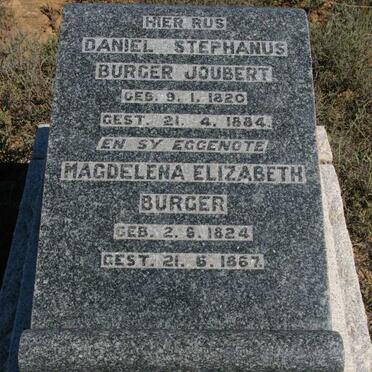 HIER RUS
DANIEL STEPHANUS
BURGER JOUBERT
GEB. 9. 1. 1820
GEST. 21. 4. 1884.
EN SY EGGENOTE
MAGDELENA ELIZABETH
BURGER
GEB. 2. 6. 1824
GEST. 21. 6. 1867.